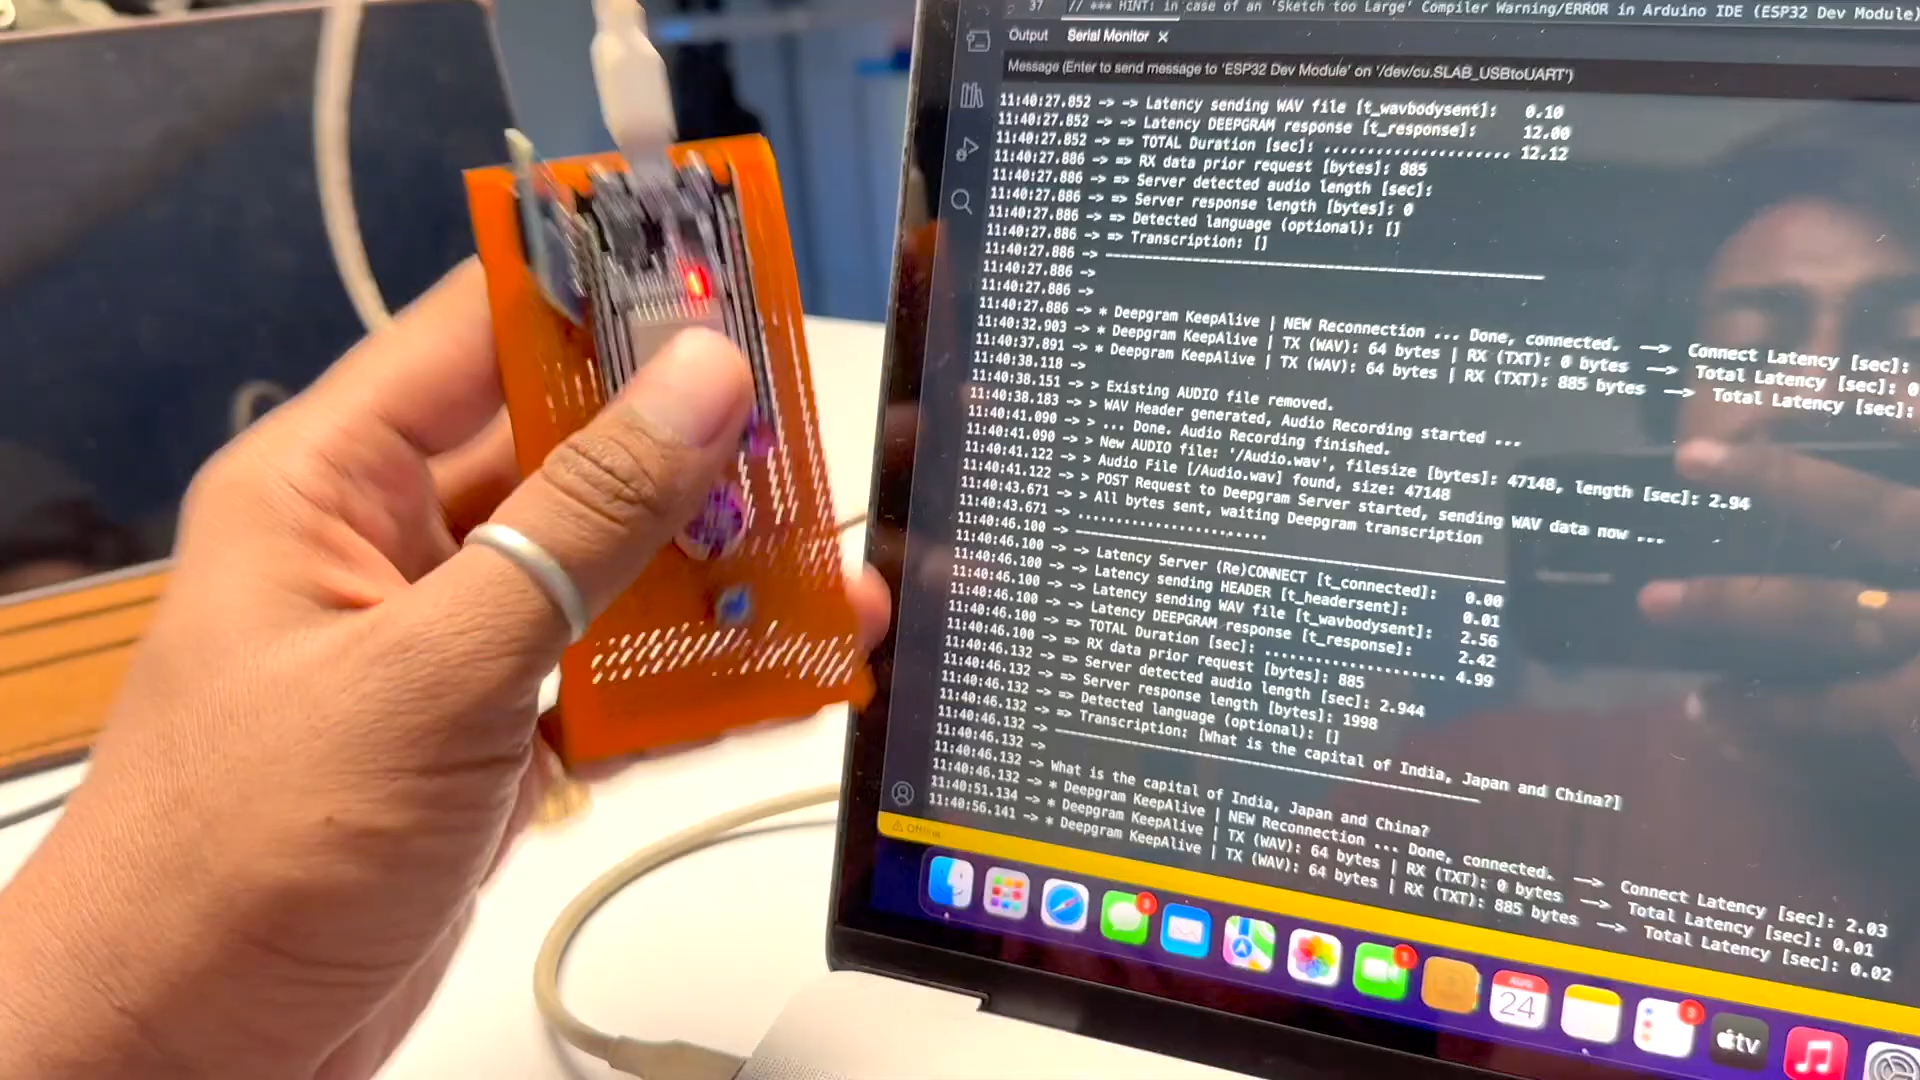 37 // *** HINT: in case of an 'Sketch too Large' Compiler Warning/ERROR in Arduino IDE (ESP32 Dev Module)
Output Serial Monitor ×
Message (Enter to send message to 'ESP32 Dev Module' on '/dev/cu.SLAB_USBtoUART')
11:40:27.852 -> -> Latency sending WAV file [t_wavbodysent]: 0.10
11:40:27.852 -> -> Latency DEEPGRAM response [t_response]: 12.00
11:40:27.852 -> => TOTAL Duration [sec]: ...................... 12.12
11:40:27.886 -> => RX data prior request [bytes]: 885
11:40:27.886 -> => Server detected audio length [sec]:
11:40:27.886 -> => Server response length [bytes]: 0
11:40:27.886 -> => Detected language (optional): []
11:40:27.886 -> => Transcription: []
11:40:27.886 -> ----------------------------------------------------
11:40:27.886 ->
11:40:27.886 ->
11:40:27.886 -> * Deepgram KeepAlive | NEW Reconnection ... Done, connected. --> Connect Latency [sec]:
11:40:32.903 -> * Deepgram KeepAlive | TX (WAV): 64 bytes | RX (TXT): 0 bytes --> Total Latency [sec]: 0
11:40:37.891 -> * Deepgram KeepAlive | TX (WAV): 64 bytes | RX (TXT): 885 bytes --> Total Latency [sec]:
11:40:38.118 ->
11:40:38.151 -> > Existing AUDIO file removed.
11:40:38.183 -> > WAV Header generated, Audio Recording started ...
11:40:41.090 -> > ... Done. Audio Recording finished.
11:40:41.090 -> > New AUDIO file: '/Audio.wav', filesize [bytes]: 47148, length [sec]: 2.94
11:40:41.122 -> > Audio File [/Audio.wav] found, size: 47148
11:40:41.122 -> > POST Request to Deepgram Server started, sending WAV data now ...
11:40:43.671 -> > All bytes sent, waiting Deepgram transcription
11:40:43.671 -> .......................
11:40:46.100 -> ----------------------------------------------------
11:40:46.100 -> -> Latency Server (Re)CONNECT [t_connected]: 0.00
11:40:46.100 -> -> Latency sending HEADER [t_headersent]: 0.01
11:40:46.100 -> -> Latency sending WAV file [t_wavbodysent]: 2.56
11:40:46.100 -> -> Latency DEEPGRAM response [t_response]: 2.42
11:40:46.100 -> => TOTAL Duration [sec]: ...................... 4.99
11:40:46.100 -> => RX data prior request [bytes]: 885
11:40:46.132 -> => Server detected audio length [sec]: 2.944
11:40:46.132 -> => Server response length [bytes]: 1998
11:40:46.132 -> => Detected language (optional): []
11:40:46.132 -> => Transcription: [What is the capital of India, Japan and China?]
11:40:46.132 -> ----------------------------------------------------
11:40:46.132 ->
11:40:46.132 -> What is the capital of India, Japan and China?
11:40:46.132 -> * Deepgram KeepAlive | NEW Reconnection ... Done, connected. --> Connect Latency [sec]: 2.03
11:40:51.134 -> * Deepgram KeepAlive | TX (WAV): 64 bytes | RX (TXT): 0 bytes --> Total Latency [sec]: 0.01
11:40:56.141 -> * Deepgram KeepAlive | TX (WAV): 64 bytes | RX (TXT): 885 bytes --> Total Latency [sec]: 0.02
Offline
AUG
24
tv